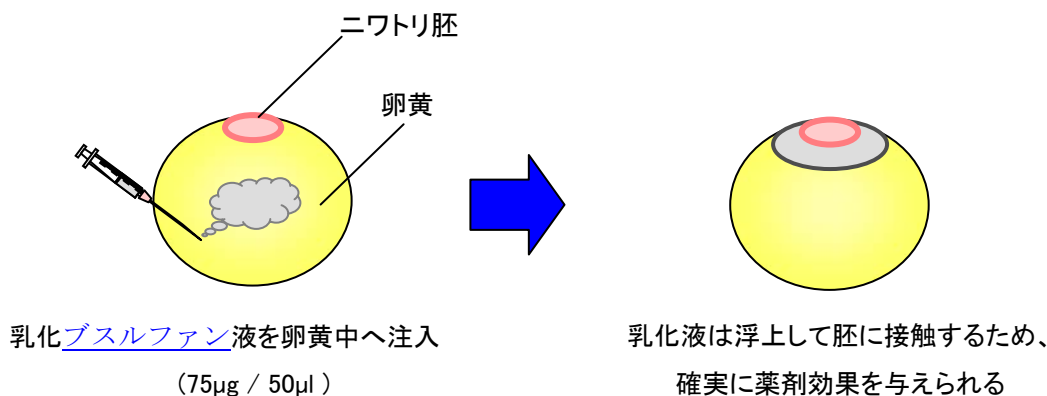 ニワトリ胚
卵黄
乳化ブスルファン液を卵黄中へ注入
（75μg / 50μl ）
乳化液は浮上して胚に接触するため、
確実に薬剤効果を与えられる